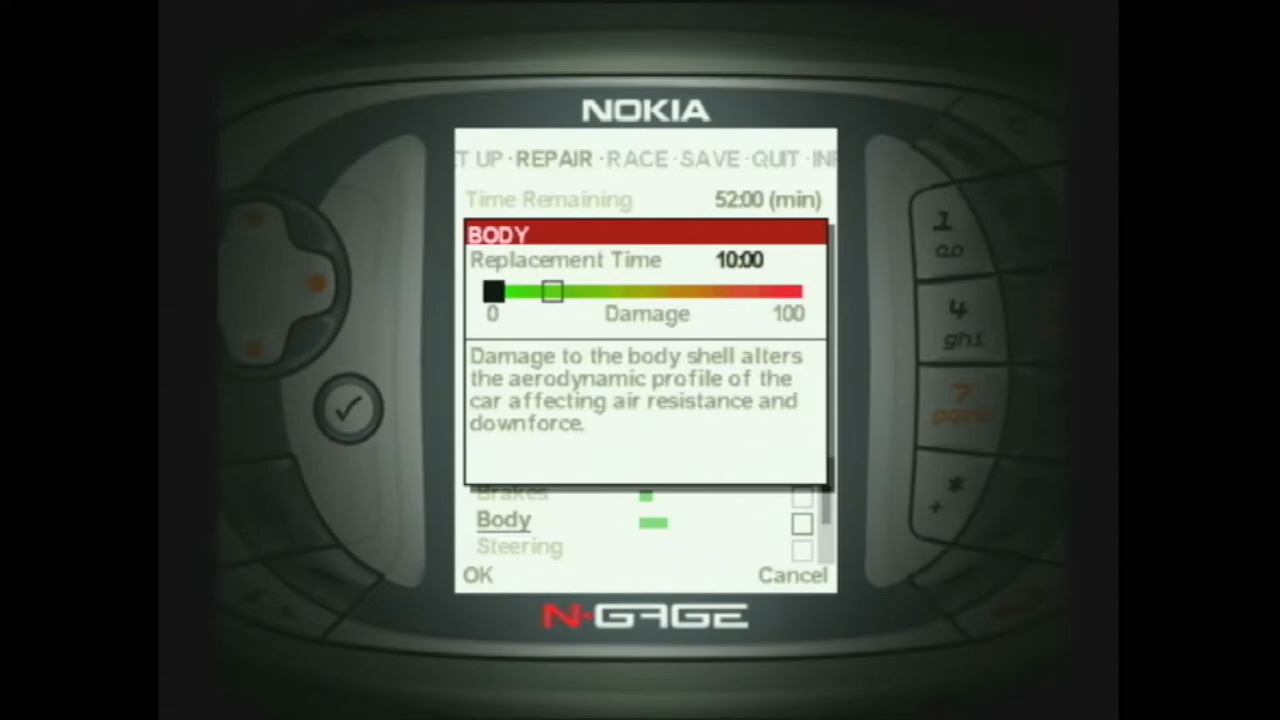 NOKIA
T UP · REPAIR · RACE · SAVE · QUIT · IN
Time Remaining 52:00 (min)
BODY
Replacement Time 10:00
0 Damage 100
Damage to the body shell alters
the aerodynamic profile of the
car affecting air resistance and
downforce.
Brakes
Body
Steering
OK Cancel
N·GAGE
1
4
ghi
7
pqrs
*
+